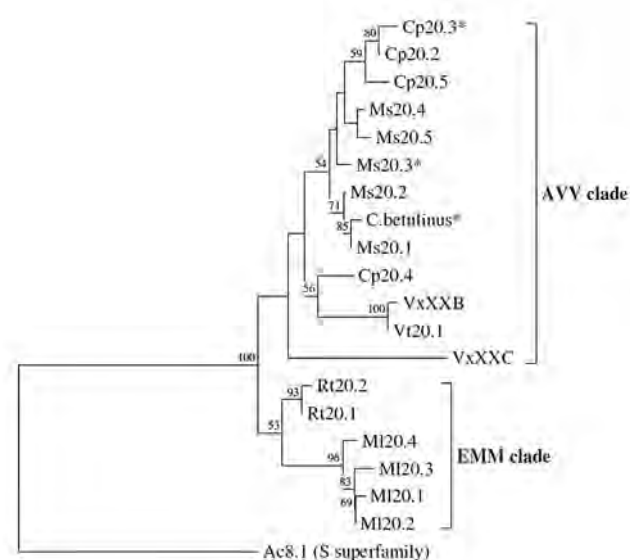 Cp20.3*
80
Cp20.2
59
Cp20.5
Ms20.4
Ms20.5
54
Ms20.3*
Ms20.2
AVV clade
71
C.betulinus*
85
Ms20.1
Cp20.4
56
VxXXB
100
Vt20.1
100
VxXXC
Rt20.2
93
Rt20.1
53
Ml20.4
96
EMM clade
Ml20.3
83
Ml20.1
69
Ml20.2
Ac8.1 (S superfamily)